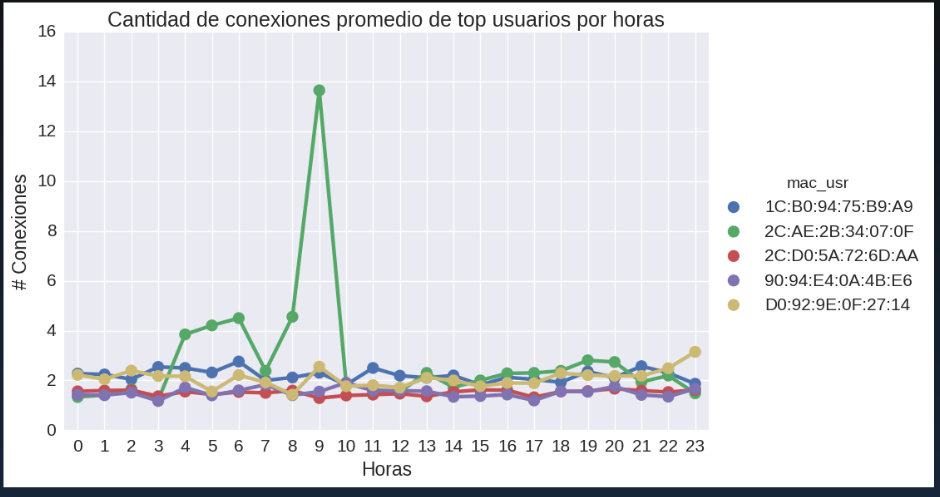 Cantidad de conexiones promedio de top usuarios por horas
16
14
12
10
8
6
4
2
0
# Conexiones
0 1 2 3 4 5 6 7 8 9 10 11 12 13 14 15 16 17 18 19 20 21 22 23
Horas
mac_usr
1C:B0:94:75:B9:A9
2C:AE:2B:34:07:0F
2C:D0:5A:72:6D:AA
90:94:E4:0A:4B:E6
D0:92:9E:0F:27:14